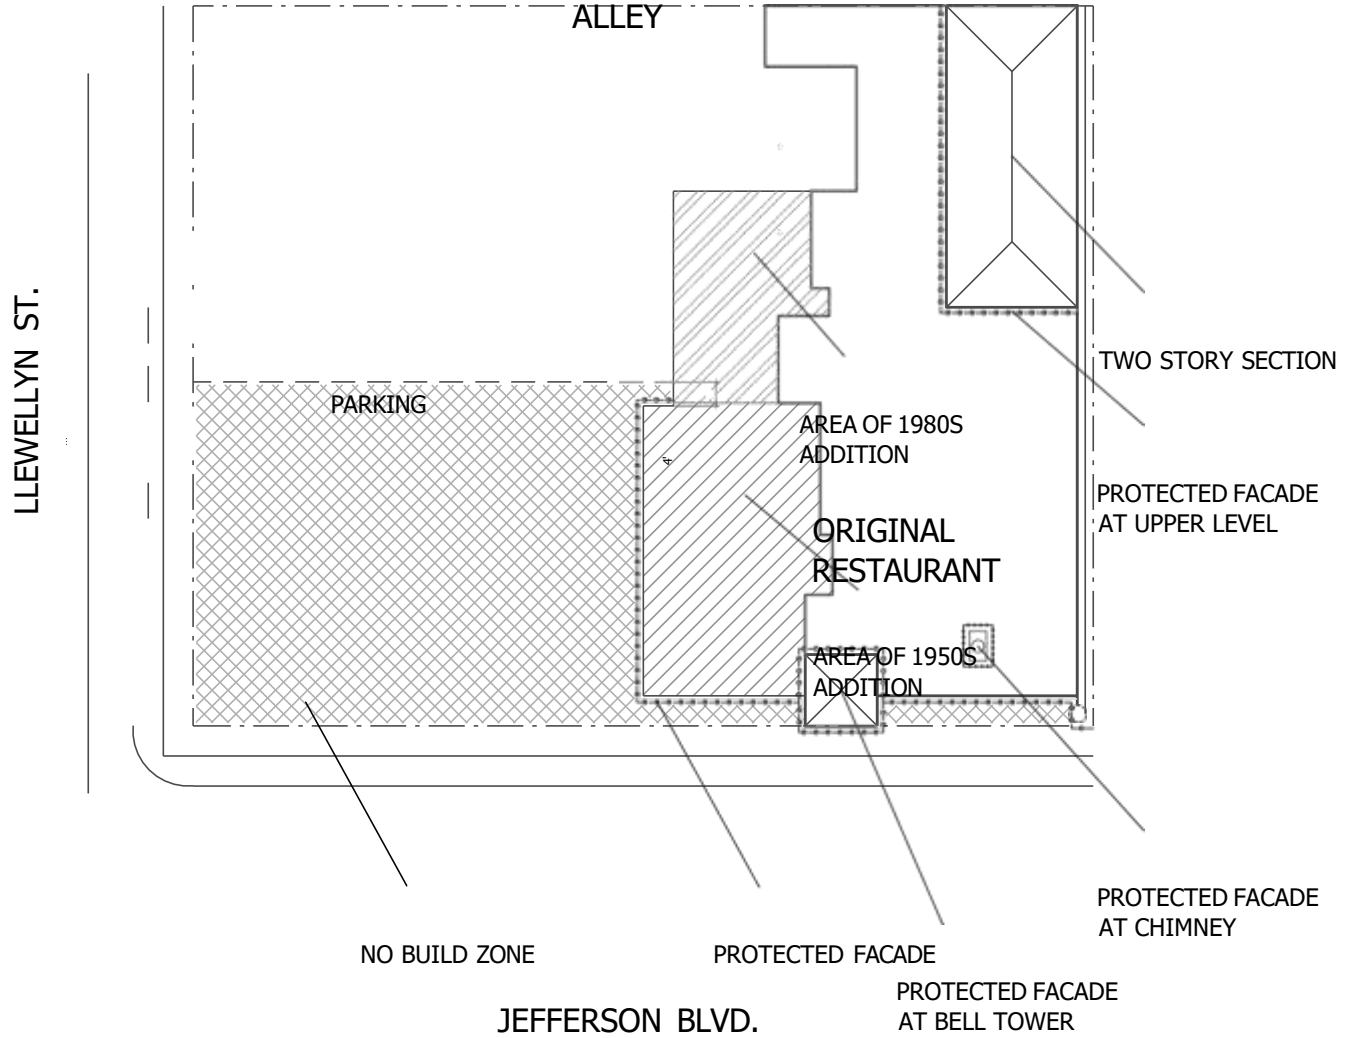 ALLEY
LLEWELLYN ST.
TWO STORY SECTION
PARKING
AREA OF 1980S
ADDITION
PROTECTED FACADE
AT UPPER LEVEL
ORIGINAL
RESTAURANT
AREA OF 1950S
ADDITION
PROTECTED FACADE
AT CHIMNEY
NO BUILD ZONE
PROTECTED FACADE
PROTECTED FACADE
AT BELL TOWER
JEFFERSON BLVD.